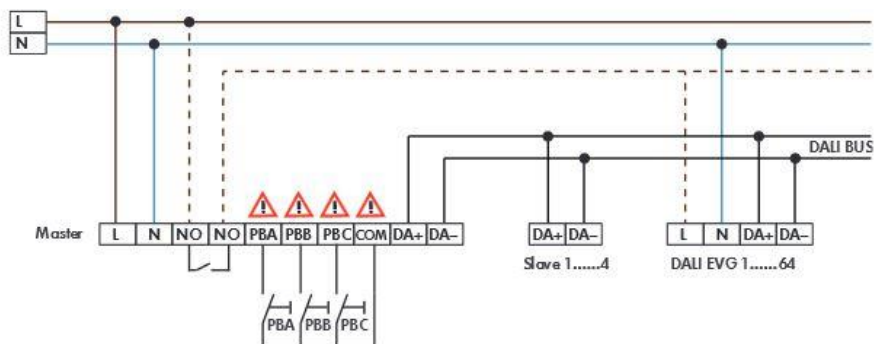 L
N
DALI BUS
Master L N NO NO PBA PBB PBC COM DA+ DA– DA+ DA– L N DA+ DA–
Slave 1......4 DALI EVG 1......64
PBA PBB PBC